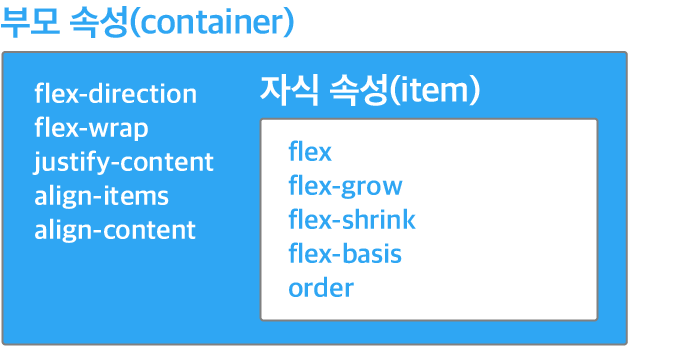 부모 속성(container)
flex-direction
flex-wrap
justify-content
align-items
align-content
자식 속성(item)
flex
flex-grow
flex-shrink
flex-basis
order